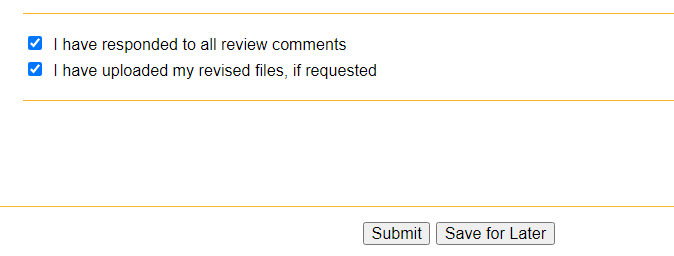 I have responded to all review comments
I have uploaded my revised files, if requested
Submit Save for Later